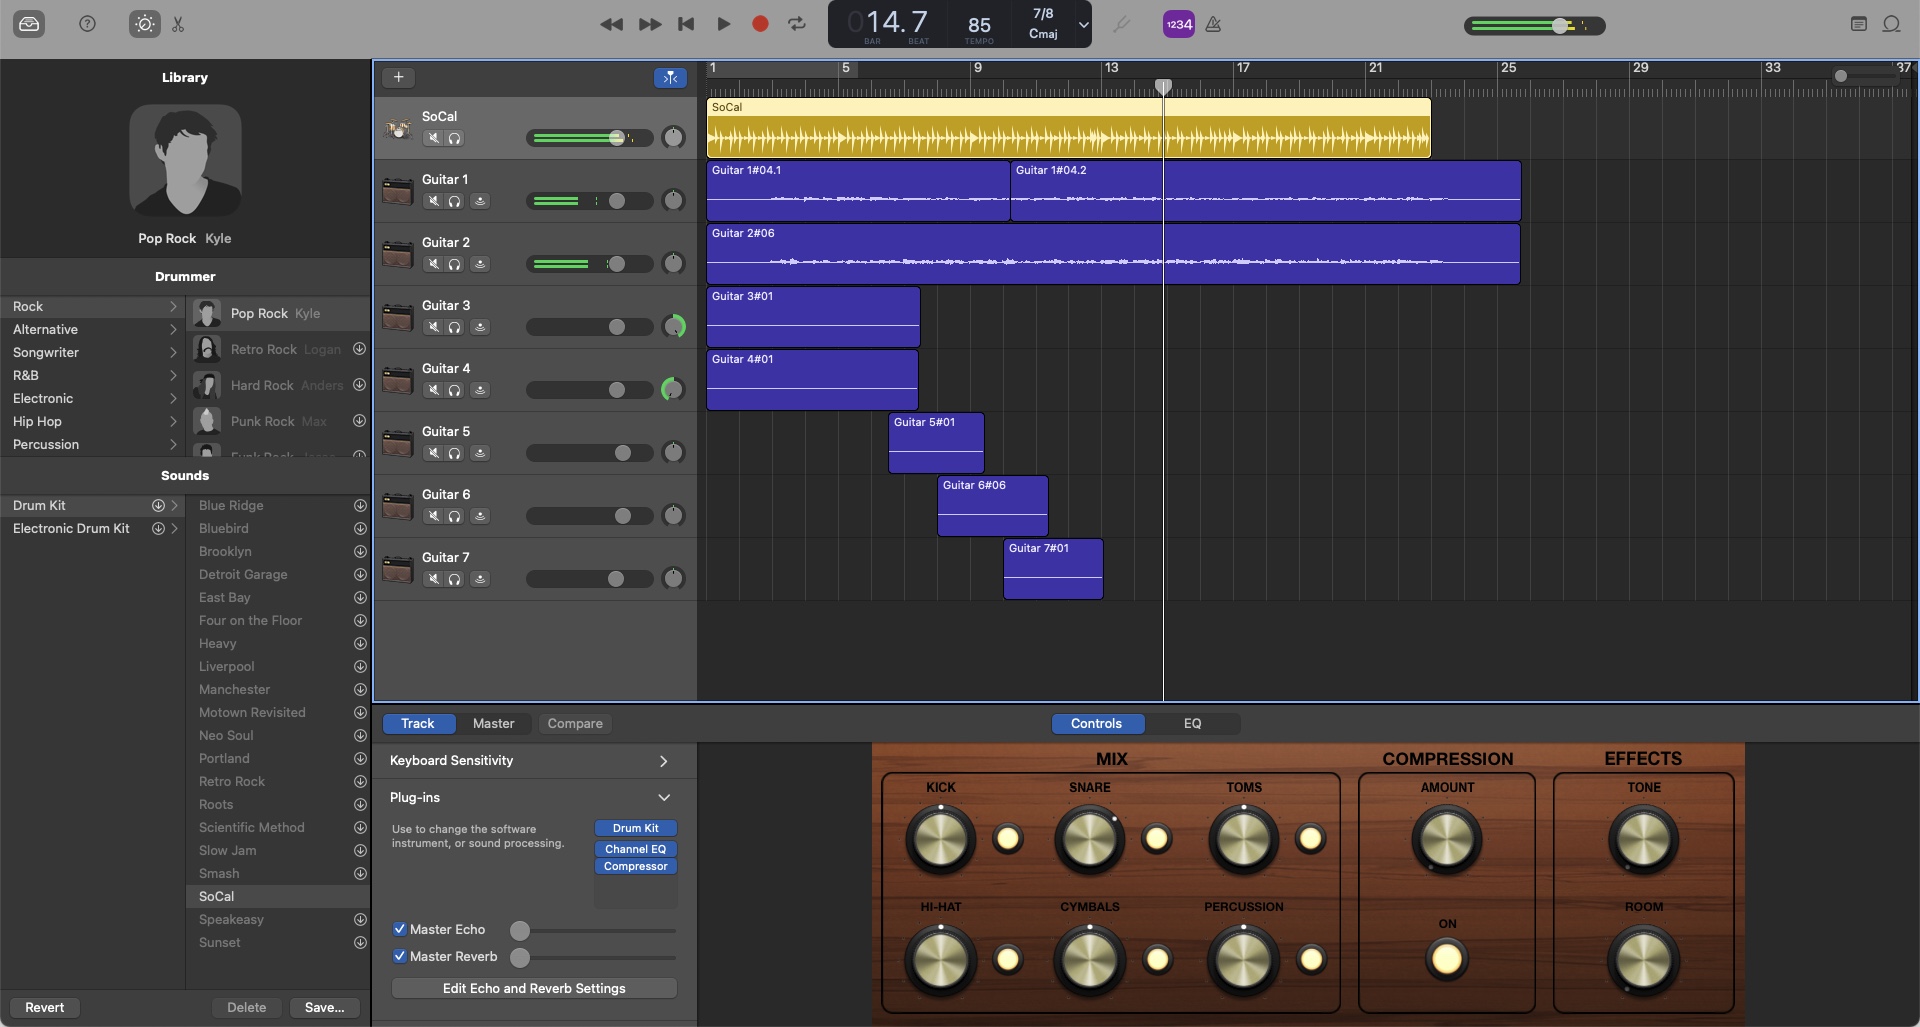 014.7
BAR
BEAT
85
TEMPO
7/8
Cmaj
1234
Library
Pop Rock Kyle
Drummer
Rock
Alternative
Songwriter
R&B
Electronic
Hip Hop
Percussion
Pop Rock Kyle
Retro Rock Logan
Hard Rock Anders
Punk Rock Max
Sounds
Drum Kit
Electronic Drum Kit
Blue Ridge
Bluebird
Brooklyn
Detroit Garage
East Bay
Four on the Floor
Heavy
Liverpool
Manchester
Motown Revisited
Neo Soul
Portland
Retro Rock
Roots
Scientific Method
Slow Jam
Smash
SoCal
Speakeasy
Sunset
Revert
Delete
Save...
1 5 9 13 17 21 25 29 33 37
SoCal
Guitar 1
Guitar 2
Guitar 3
Guitar 4
Guitar 5
Guitar 6
Guitar 7
SoCal
Guitar 1#04.1
Guitar 1#04.2
Guitar 2#06
Guitar 3#01
Guitar 4#01
Guitar 5#01
Guitar 6#06
Guitar 7#01
Track
Master
Compare
Controls
EQ
Keyboard Sensitivity
Plug-ins
Use to change the software
instrument, or sound processing.
Drum Kit
Channel EQ
Compressor
Master Echo
Master Reverb
Edit Echo and Reverb Settings
MIX
KICK
SNARE
TOMS
HI-HAT
CYMBALS
PERCUSSION
COMPRESSION
AMOUNT
ON
EFFECTS
TONE
ROOM